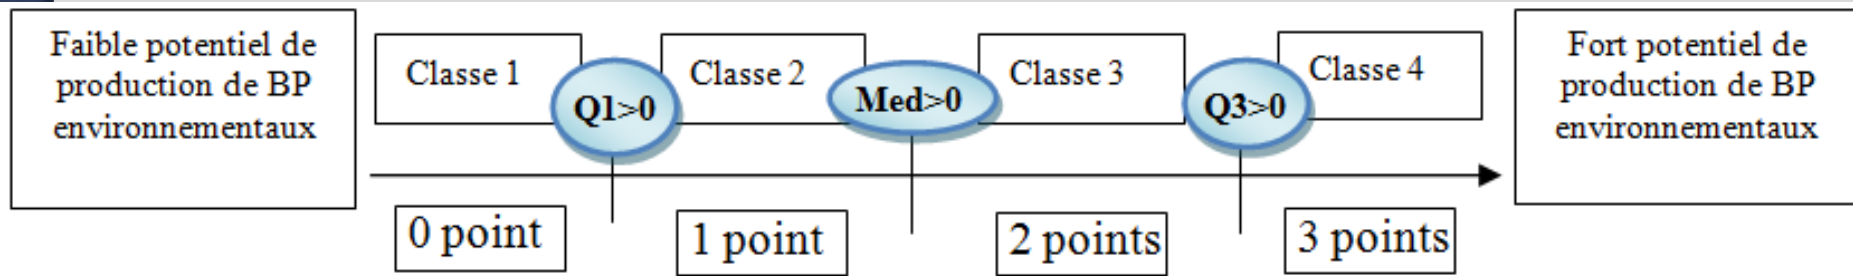 Faible potentiel de
production de BP
environnementaux
Classe 1
Q1>0
Classe 2
Med>0
Classe 3
Q3>0
Classe 4
Fort potentiel de
production de BP
environnementaux
0 point
1 point
2 points
3 points